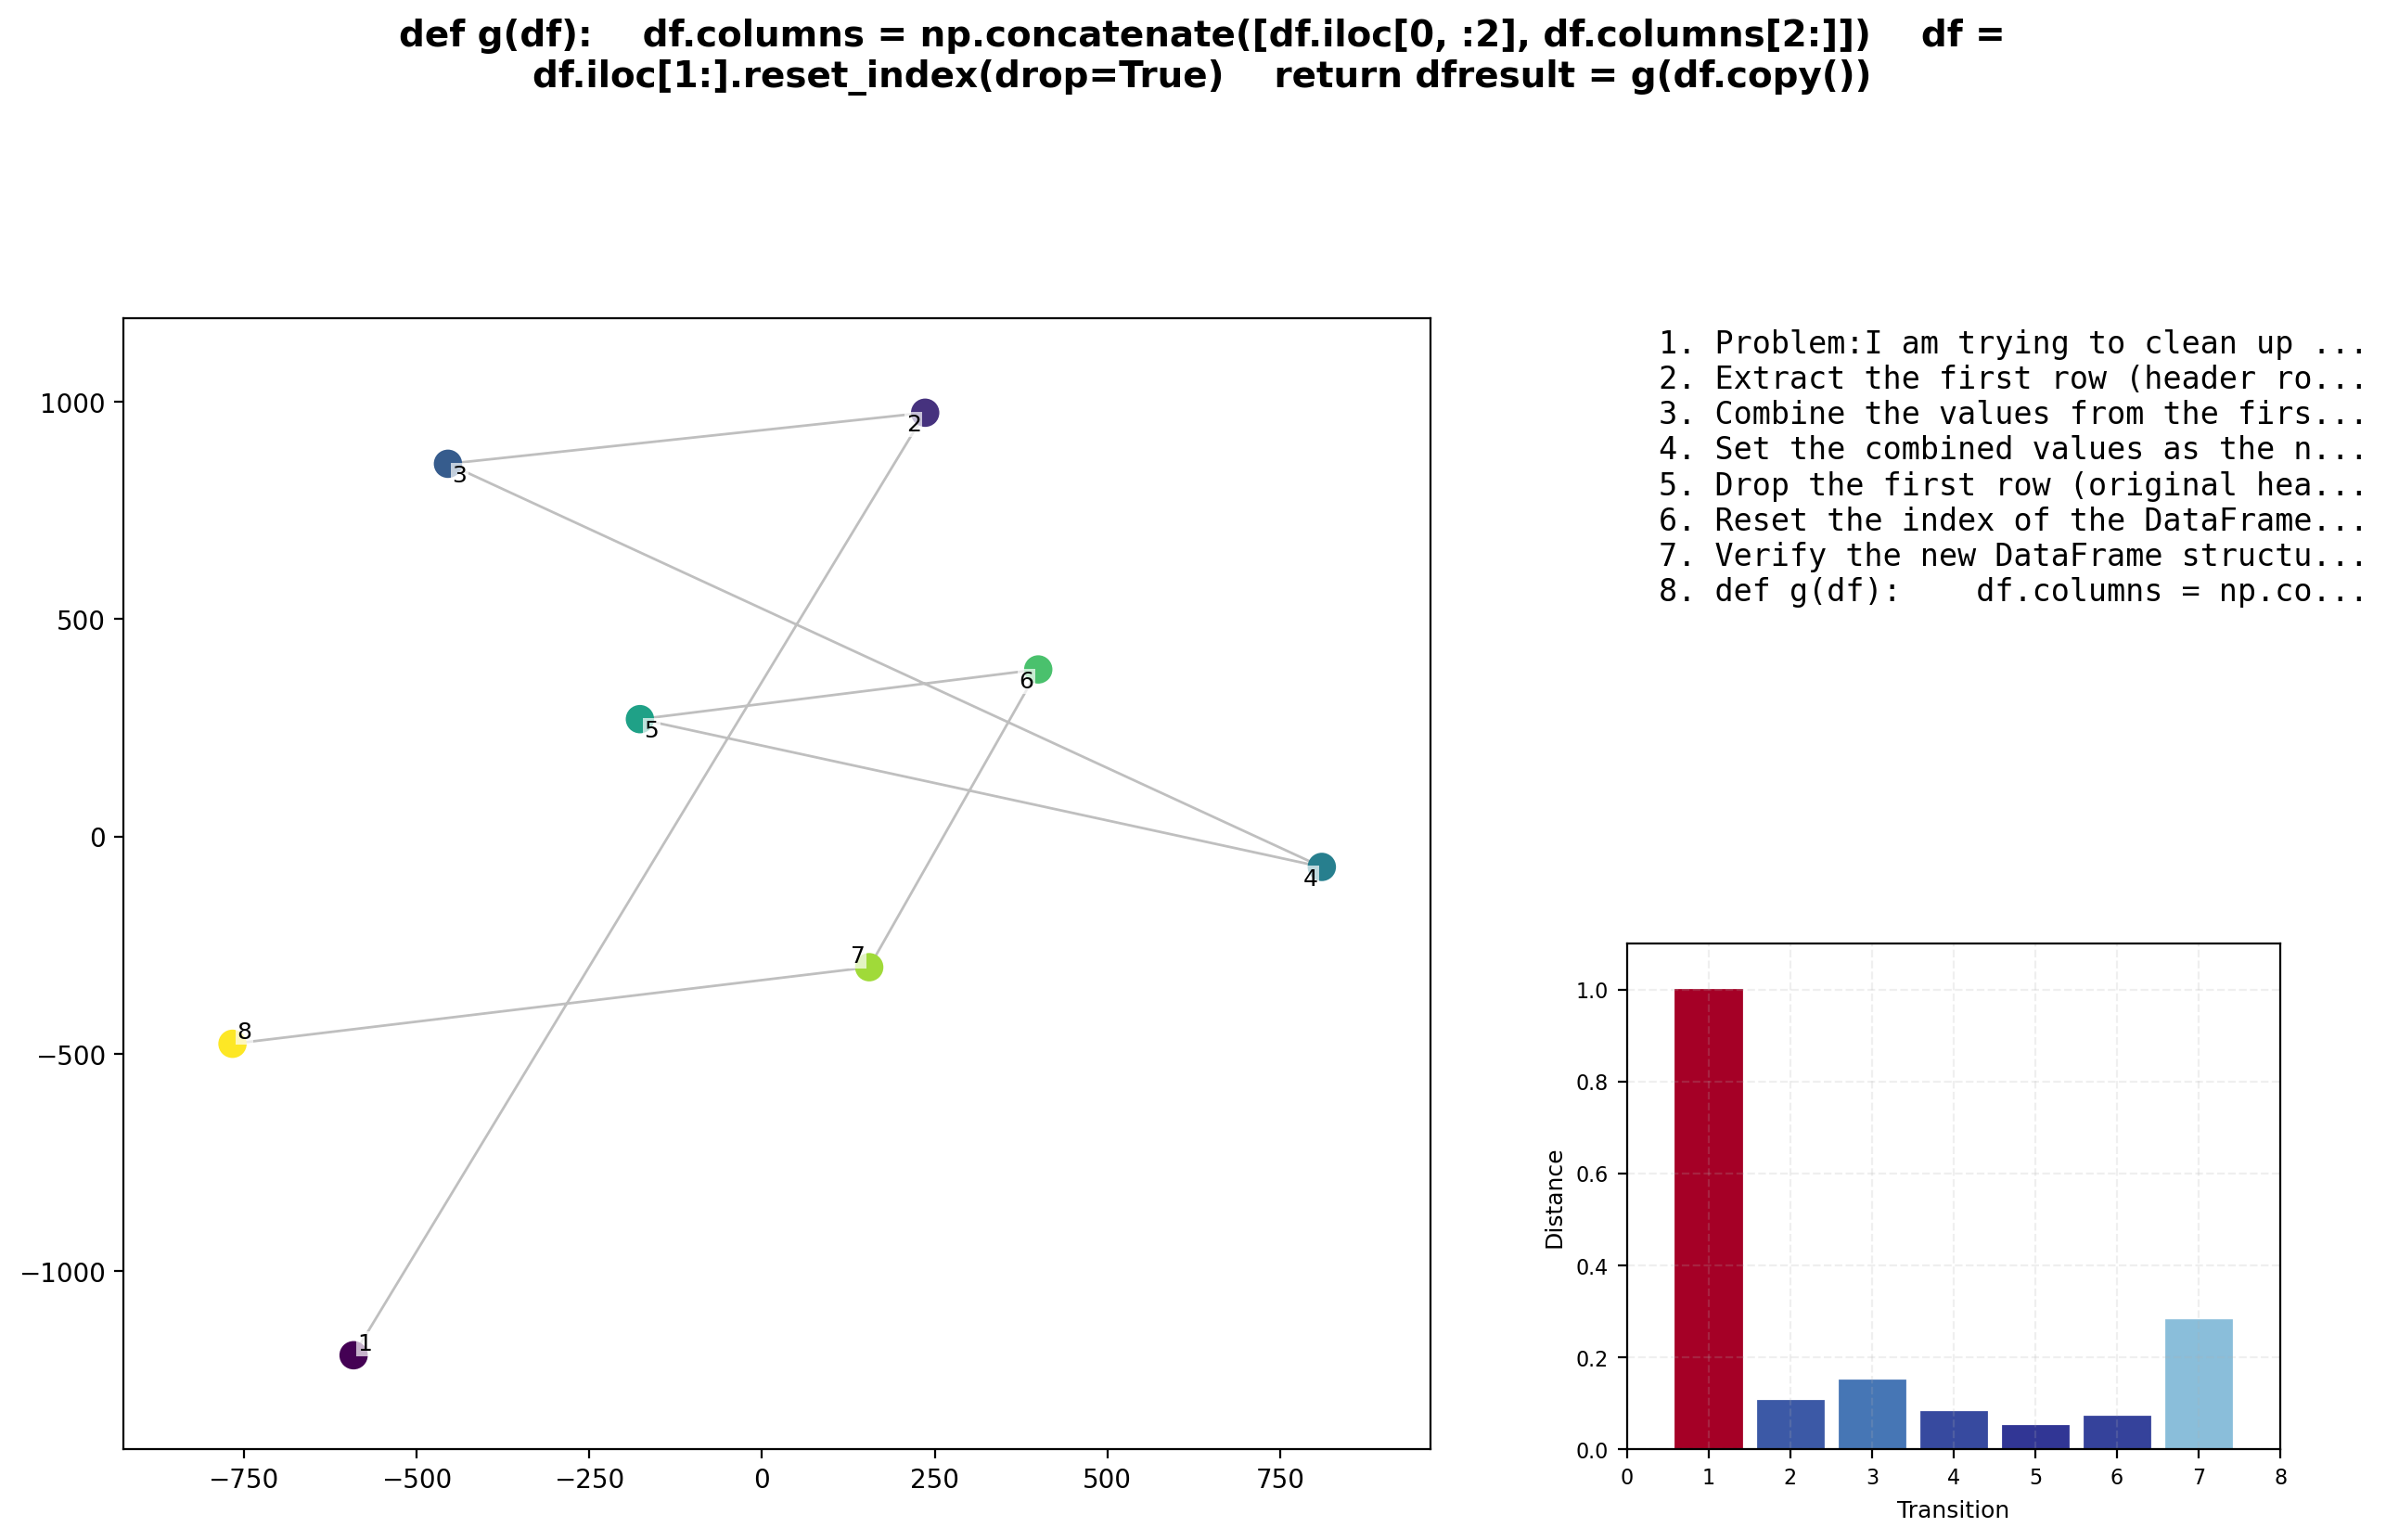 def g(df):    df.columns = np.concatenate([df.iloc[0, :2], df.columns[2:]])    df =
df.iloc[1:].reset_index(drop=True)    return dfresult = g(df.copy())
1000
500
0
−500
−1000
−750
−500
−250
0
250
500
750
1
2
3
4
5
6
7
8
1. Problem:I am trying to clean up ...
2. Extract the first row (header ro...
3. Combine the values from the firs...
4. Set the combined values as the n...
5. Drop the first row (original hea...
6. Reset the index of the DataFrame...
7. Verify the new DataFrame structu...
8. def g(df):    df.columns = np.co...
Distance
1.0
0.8
0.6
0.4
0.2
0.0
0 1 2 3 4 5 6 7 8
Transition